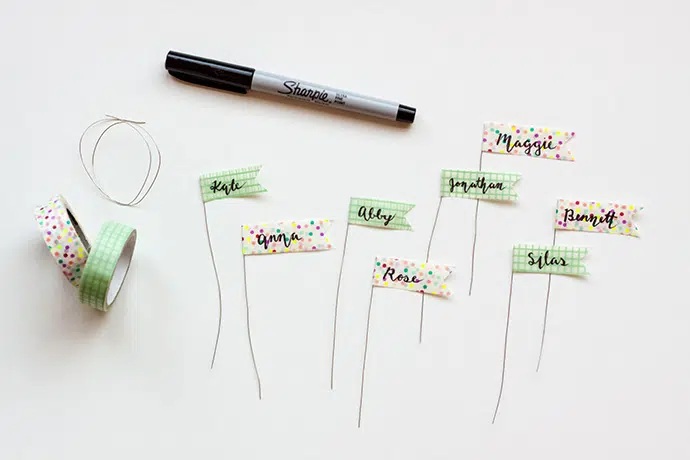 Sharpie
Maggie
Kate
Jonathan
Abby
Bennett
Anna
Silas
Rose